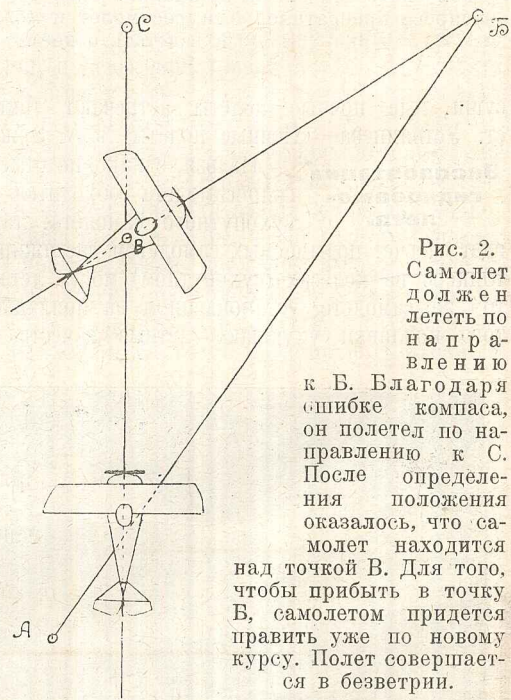 С
Б
В
Рис. 2.
Самолет
должен
лететь по
напра-
влению
к Б. Благодаря
ошибке компаса,
он полетел по на-
правлению к С.
После определе-
ния положения
оказалось, что са-
молет находится
над точкой В. Для того,
чтобы прибыть в точку
Б, самолетом придется
править уже по новому
курсу. Полет совершает-
ся в безветрии.
А